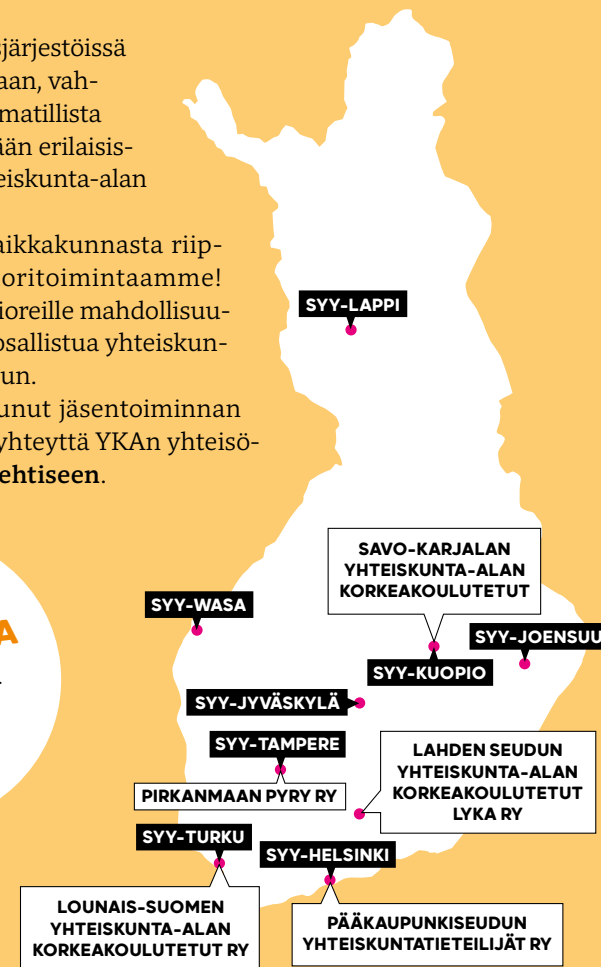 sjärjestöissä
aan, vah-
matillista
ään erilaisis-
eiskunta-alan
aikkakunnasta riip-
oritoimintaamme!
ioreille mahdollisuu-
osallistua yhteiskun-
un.
unut jäsentoiminnan
yhteyttä YKAn yhteisö-
ehtiseen.
A
SYY-LAPPI
SAVO-KARJALAN
YHTEISKUNTA-ALAN
KORKEAKOULUTETUT
SYY-WASA
SYY-JOENSUU
SYY-KUOPIO
SYY-JYVÄSKYLÄ
SYY-TAMPERE
PIRKANMAAN PYRY RY
LAHDEN SEUDUN
YHTEISKUNTA-ALAN
KORKEAKOULUTETUT
LYKA RY
SYY-TURKU
SYY-HELSINKI
LOUNAIS-SUOMEN
YHTEISKUNTA-ALAN
KORKEAKOULUTETUT RY
PÄÄKAUPUNKISEUDUN
YHTEISKUNTATIETEILIJÄT RY